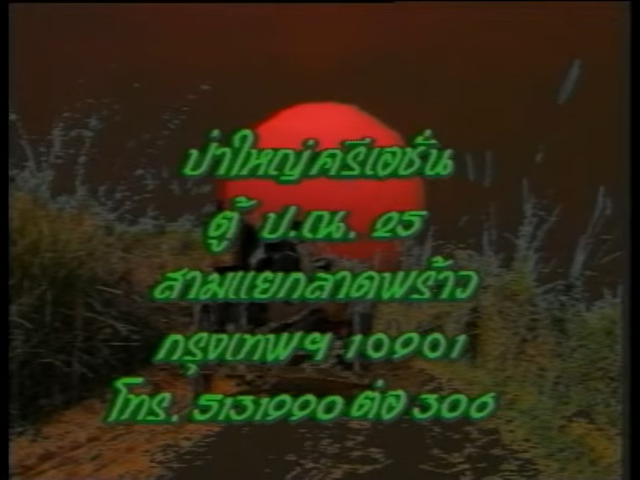 ป่าใหญ่ครีเอชั่น
ตู้ ป.ณ. 25
สามแยกลาดพร้าว
กรุงเทพฯ 10901
โทร. 5131990 ต่อ 306